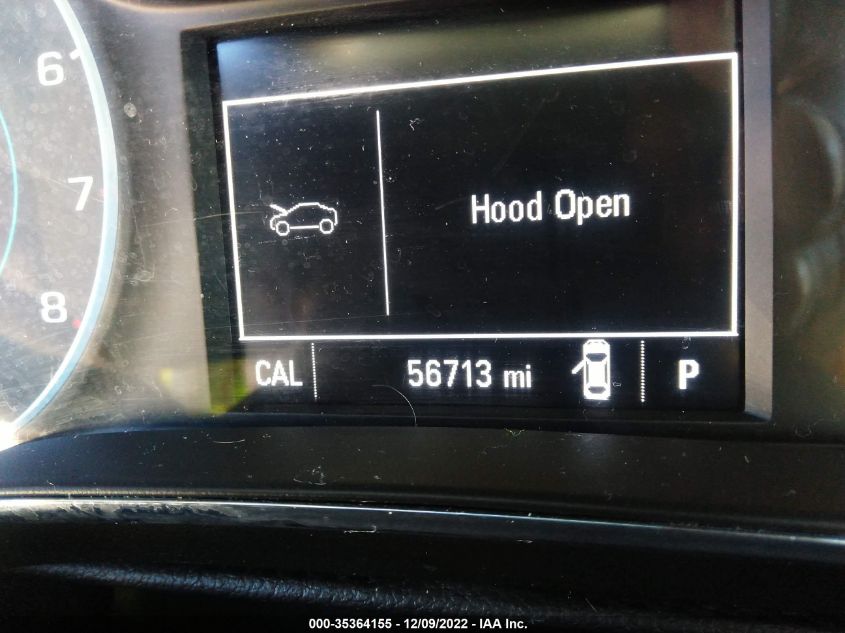 6
7
8
Hood Open
CAL
56713 mi
P
000-35364155 - 12/09/2022 - IAA Inc.